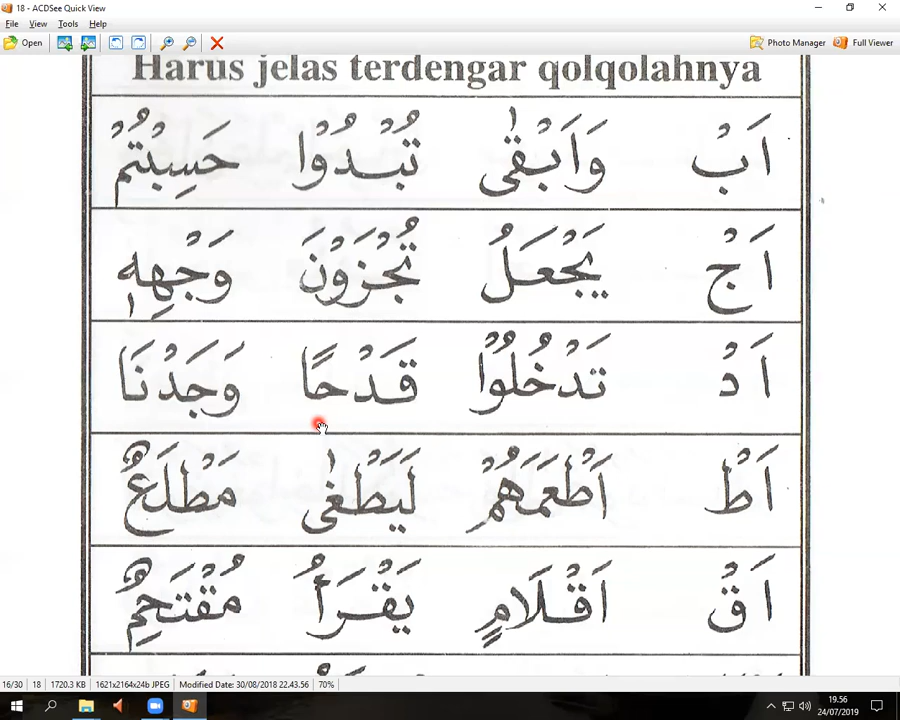 18 - ACDSee Quick View
File View Tools Help
Open Photo Manager Full Viewer
Harus jelas terdengar qolqolahnya
اَبْ وَاَبْقٰى تُبْدُوْا حَسِبْتُمْ
اَجْ يَجْعَلُ تُجْزَوْنَ وَجْهِهٖ
اَدْ تَدْخُلُوْا قَدْحًا وَجَدْنَا
اَطْ اَطْعَمَهُمْ لَيَطْغٰى مَطْلَعٌ
اَقْ اَقْلَامٍ يَقْرَأُ مُقْتَحِمٌ
16/30 18 1720.3 KB 1621x2164x24b JPEG Modified Date: 30/08/2018 22.43.56 70%
19.56
24/07/2019